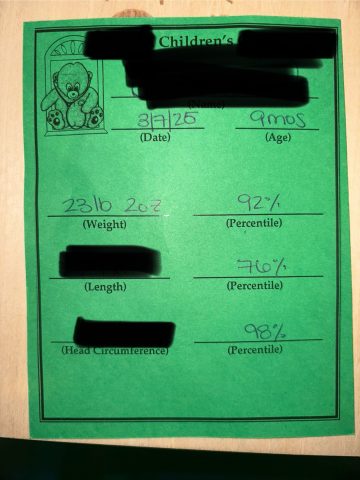 Children's
(Name)
3/7/25 9mos
(Date) (Age)
23lb 2oz 92%
(Weight) (Percentile)
76%
(Length) (Percentile)
98%
(Head Circumference) (Percentile)